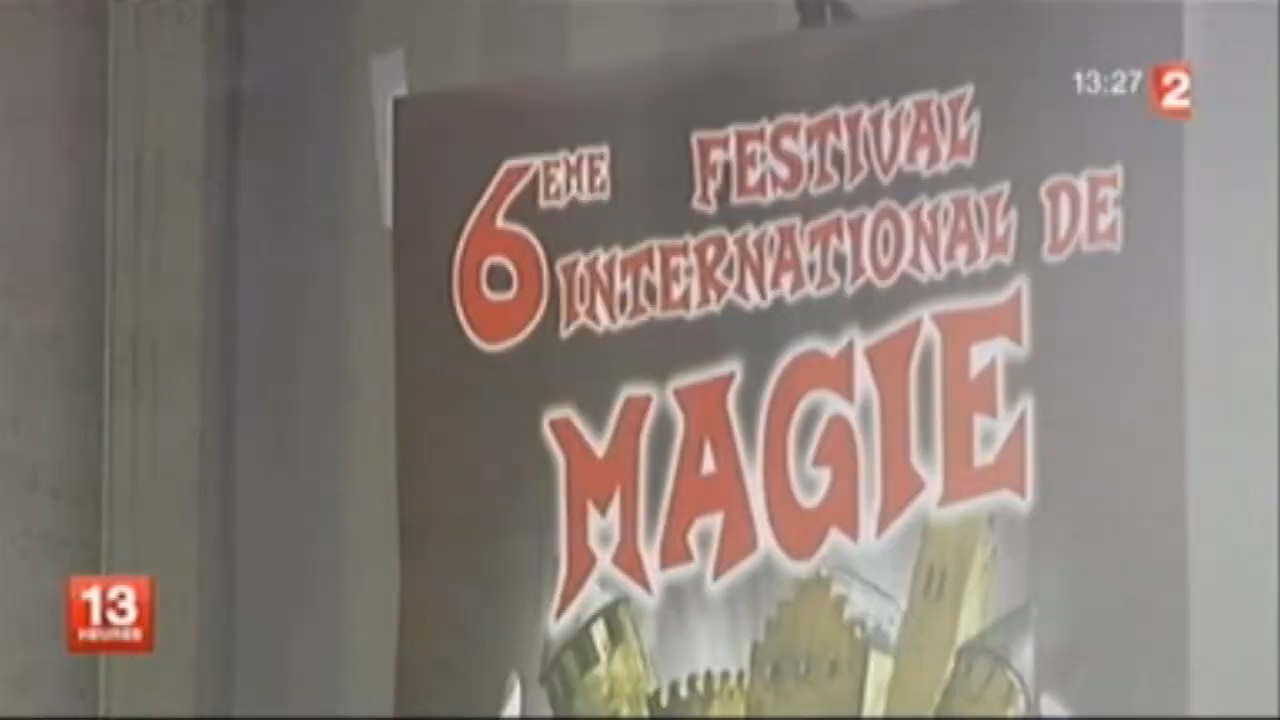 13:27 2
6EME FESTIVAL
INTERNATIONAL DE
MAGIE
13
HEURES